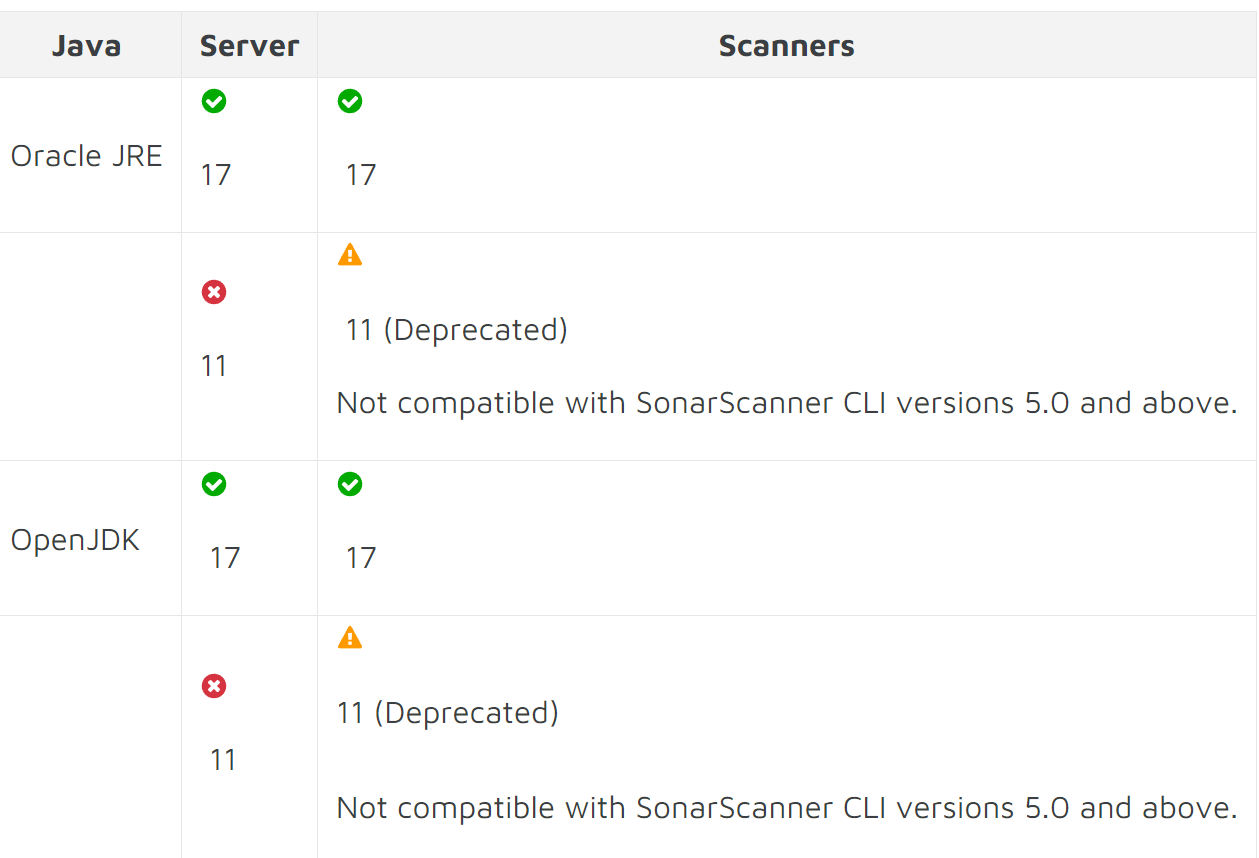 Java Server Scanners
Oracle JRE
17
17
11
11 (Deprecated)
Not compatible with SonarScanner CLI versions 5.0 and above.
OpenJDK
17
17
11
11 (Deprecated)
Not compatible with SonarScanner CLI versions 5.0 and above.